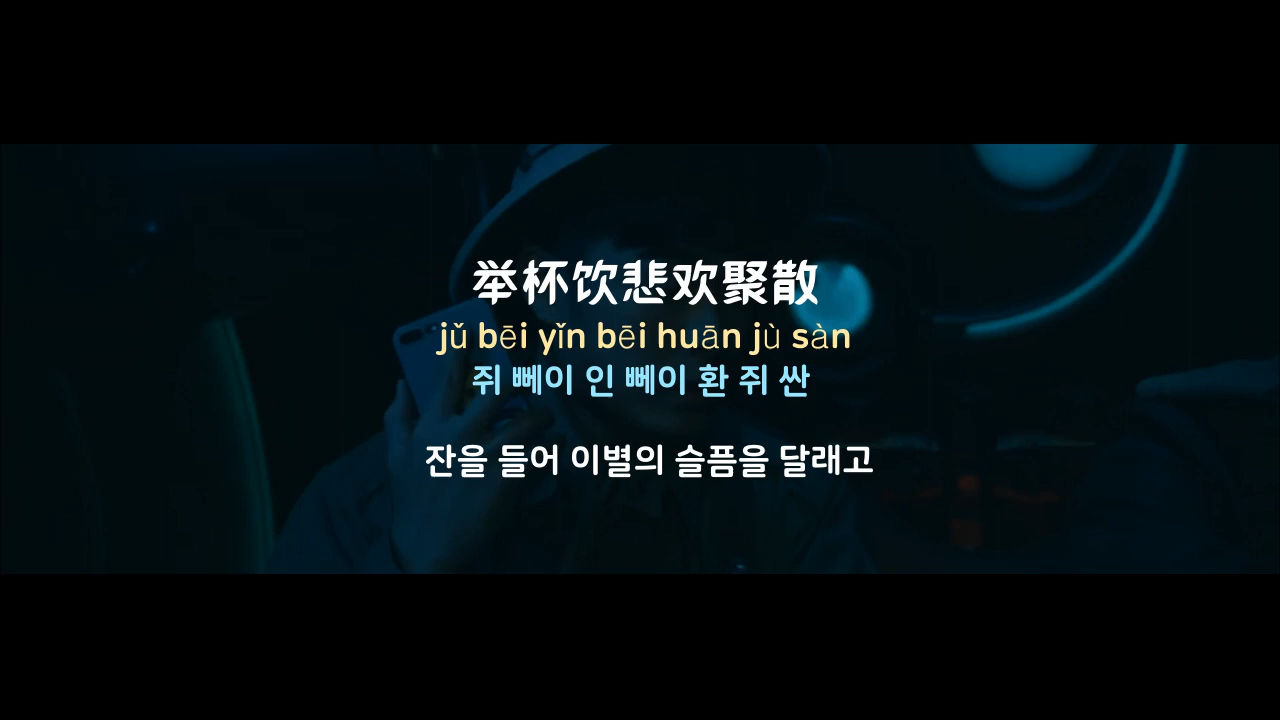 举杯饮悲欢聚散
jǔ bēi yǐn bēi huān jù sàn
쥐 뻬이 인 뻬이 환 쥐 싼
잔을 들어 이별의 슬픔을 달래고